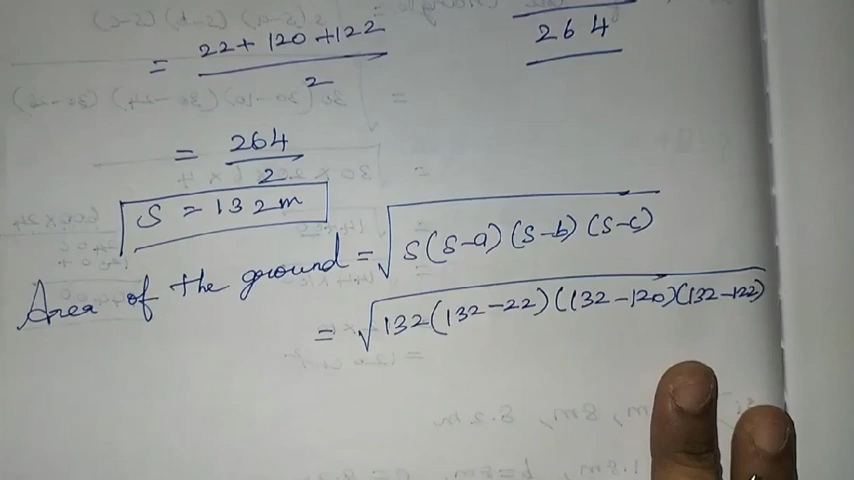 = 22 + 120 + 122 / 2
264
= 264 / 2
S = 132 m
Area of the ground = √S(S-a)(S-b)(S-c)
= √132(132-22)(132-120)(132-122)